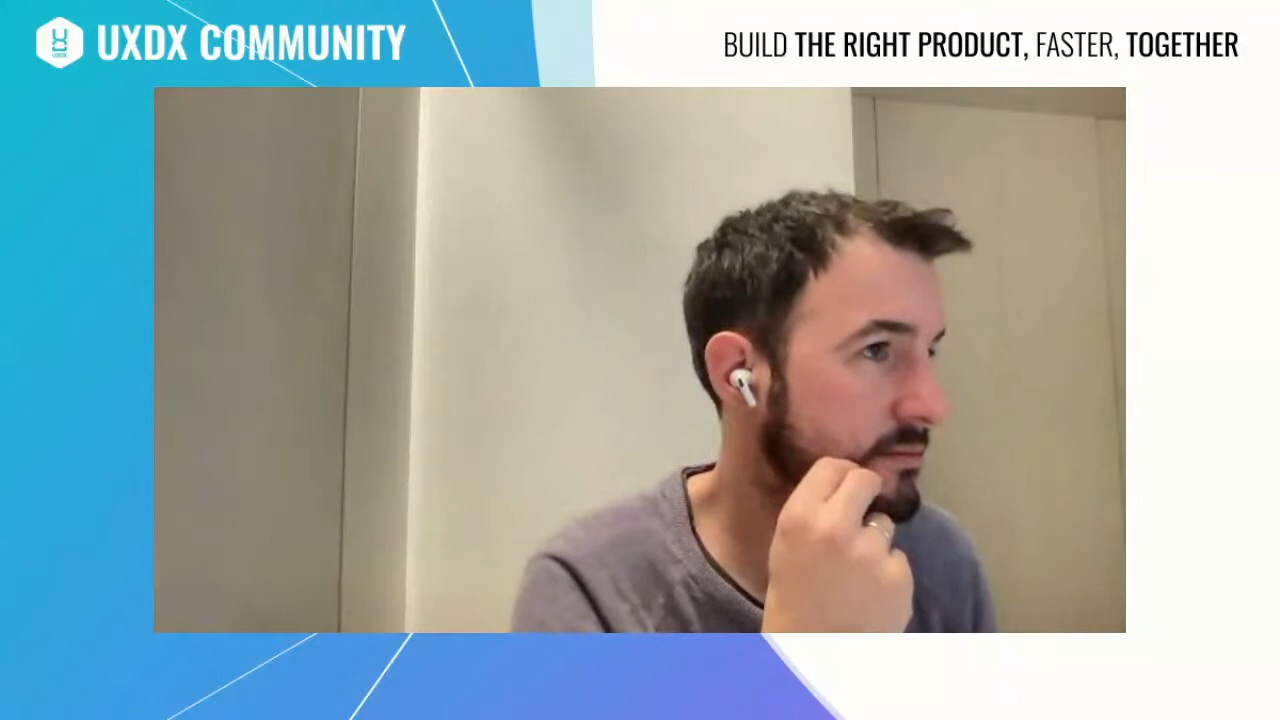 UXDX COMMUNITY
BUILD THE RIGHT PRODUCT, FASTER, TOGETHER